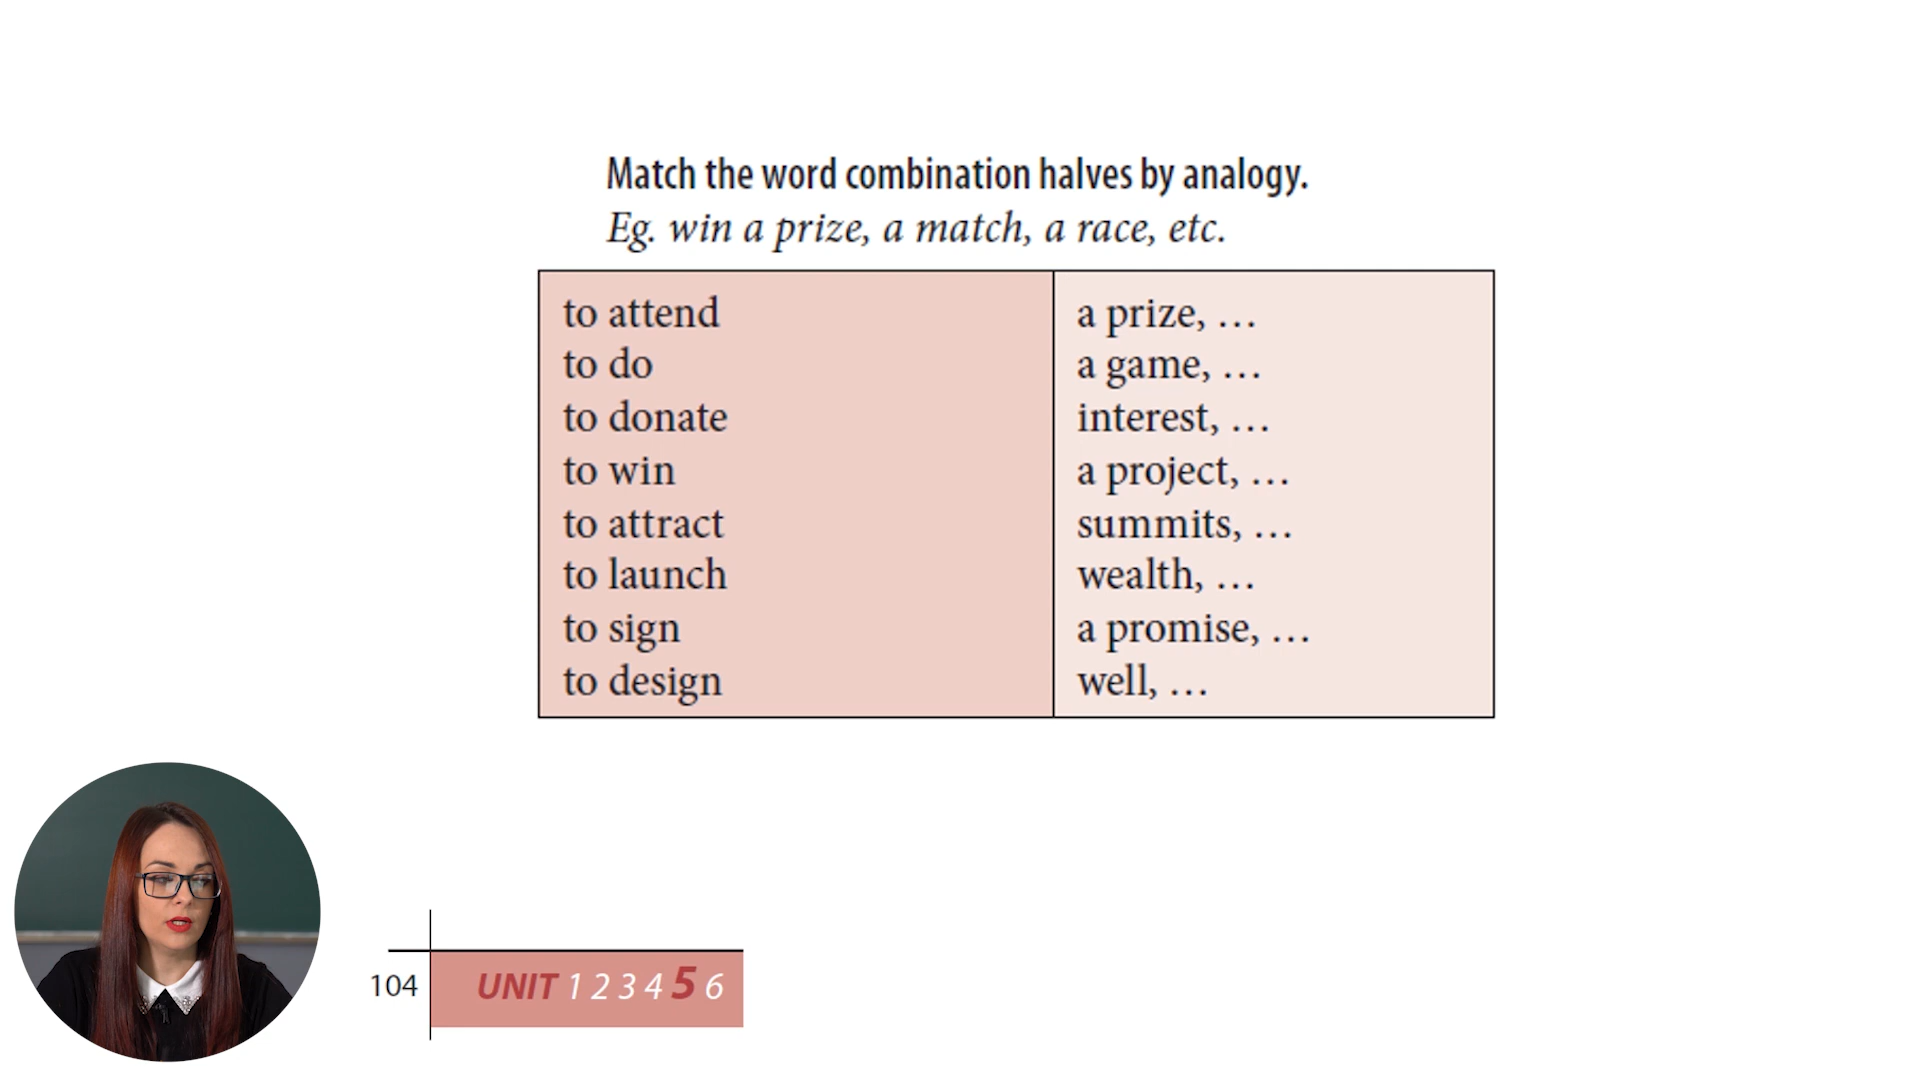 Match the word combination halves by analogy.
Eg. win a prize, a match, a race, etc.
to attend
to do
to donate
to win
to attract
to launch
to sign
to design
a prize, …
a game, …
interest, …
a project, …
summits, …
wealth, …
a promise, …
well, …
104
UNIT 1 2 3 4 5 6